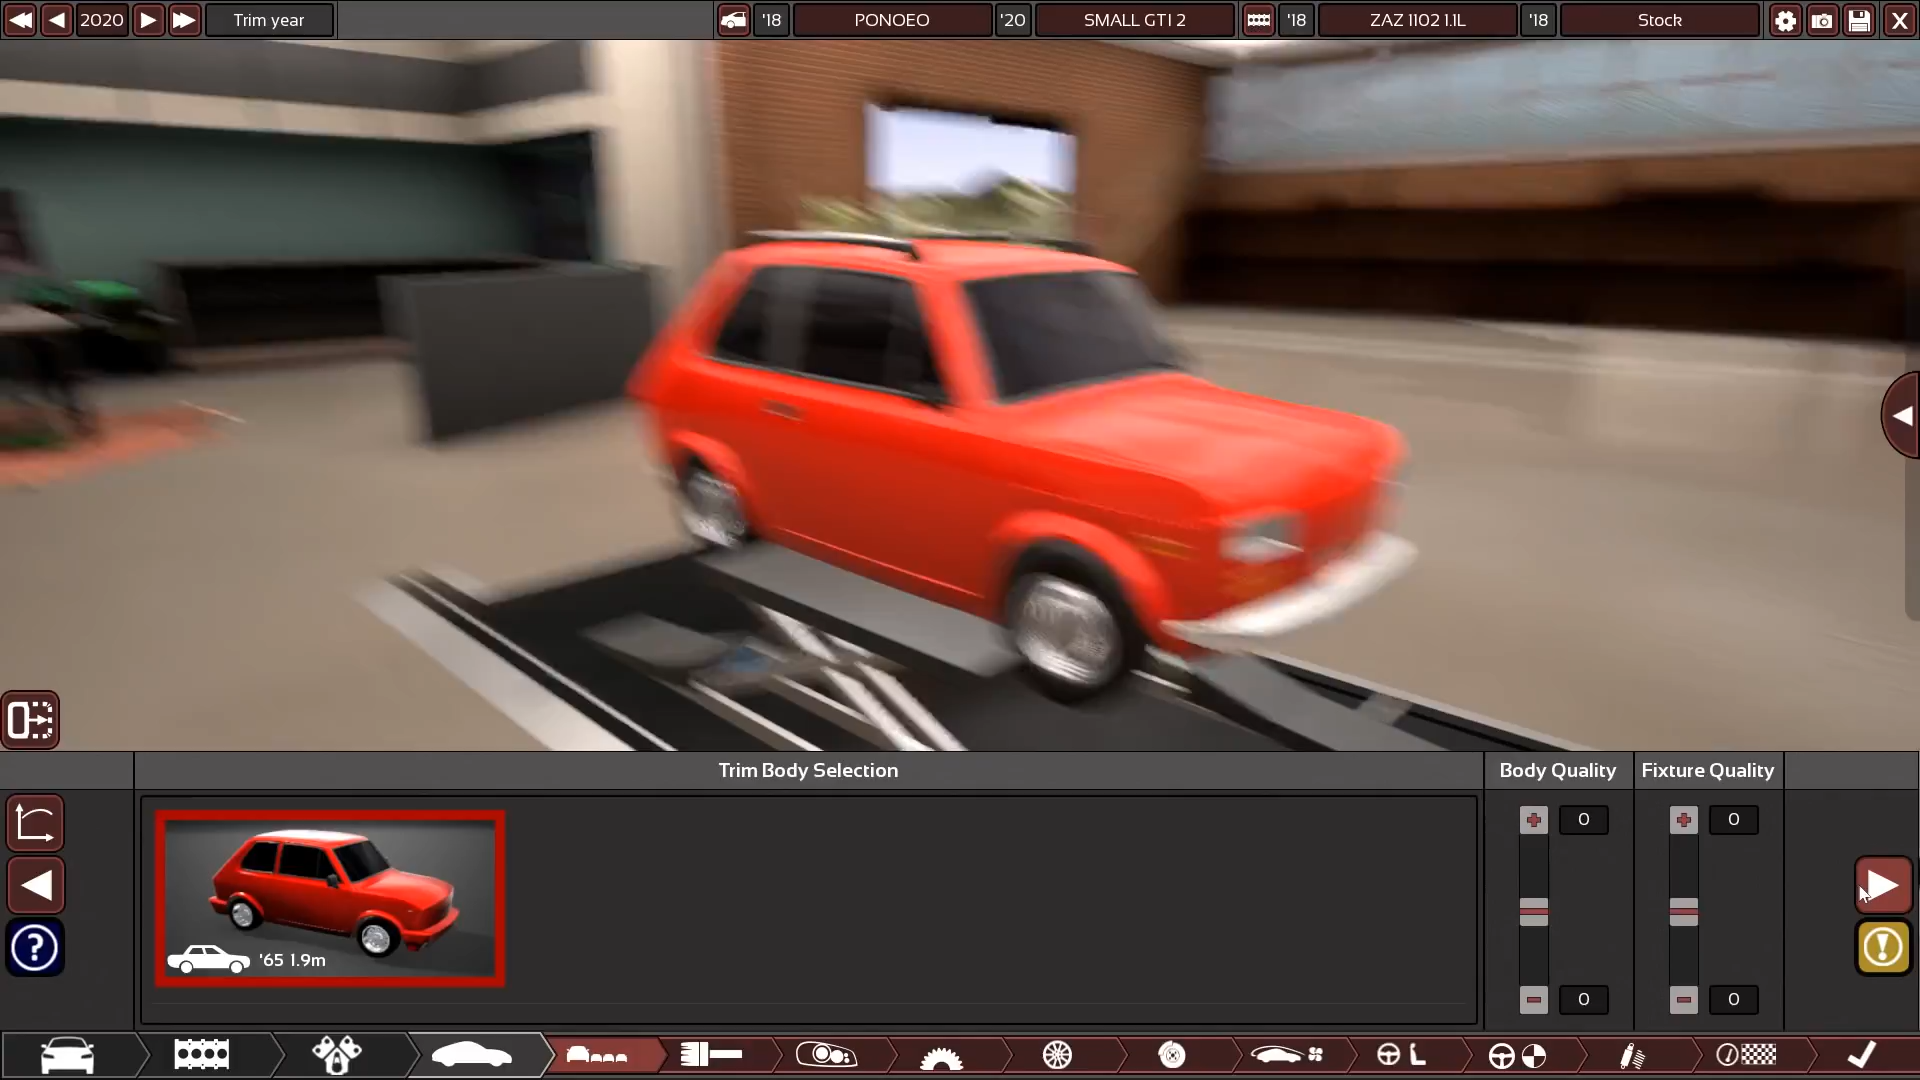 2020
Trim year
'18
PONOEO
'20
SMALL GTI 2
'18
ZAZ 1102 1.1L
'18
Stock
X
Trim Body Selection
Body Quality
Fixture Quality
'65 1.9m
0
0
0
0